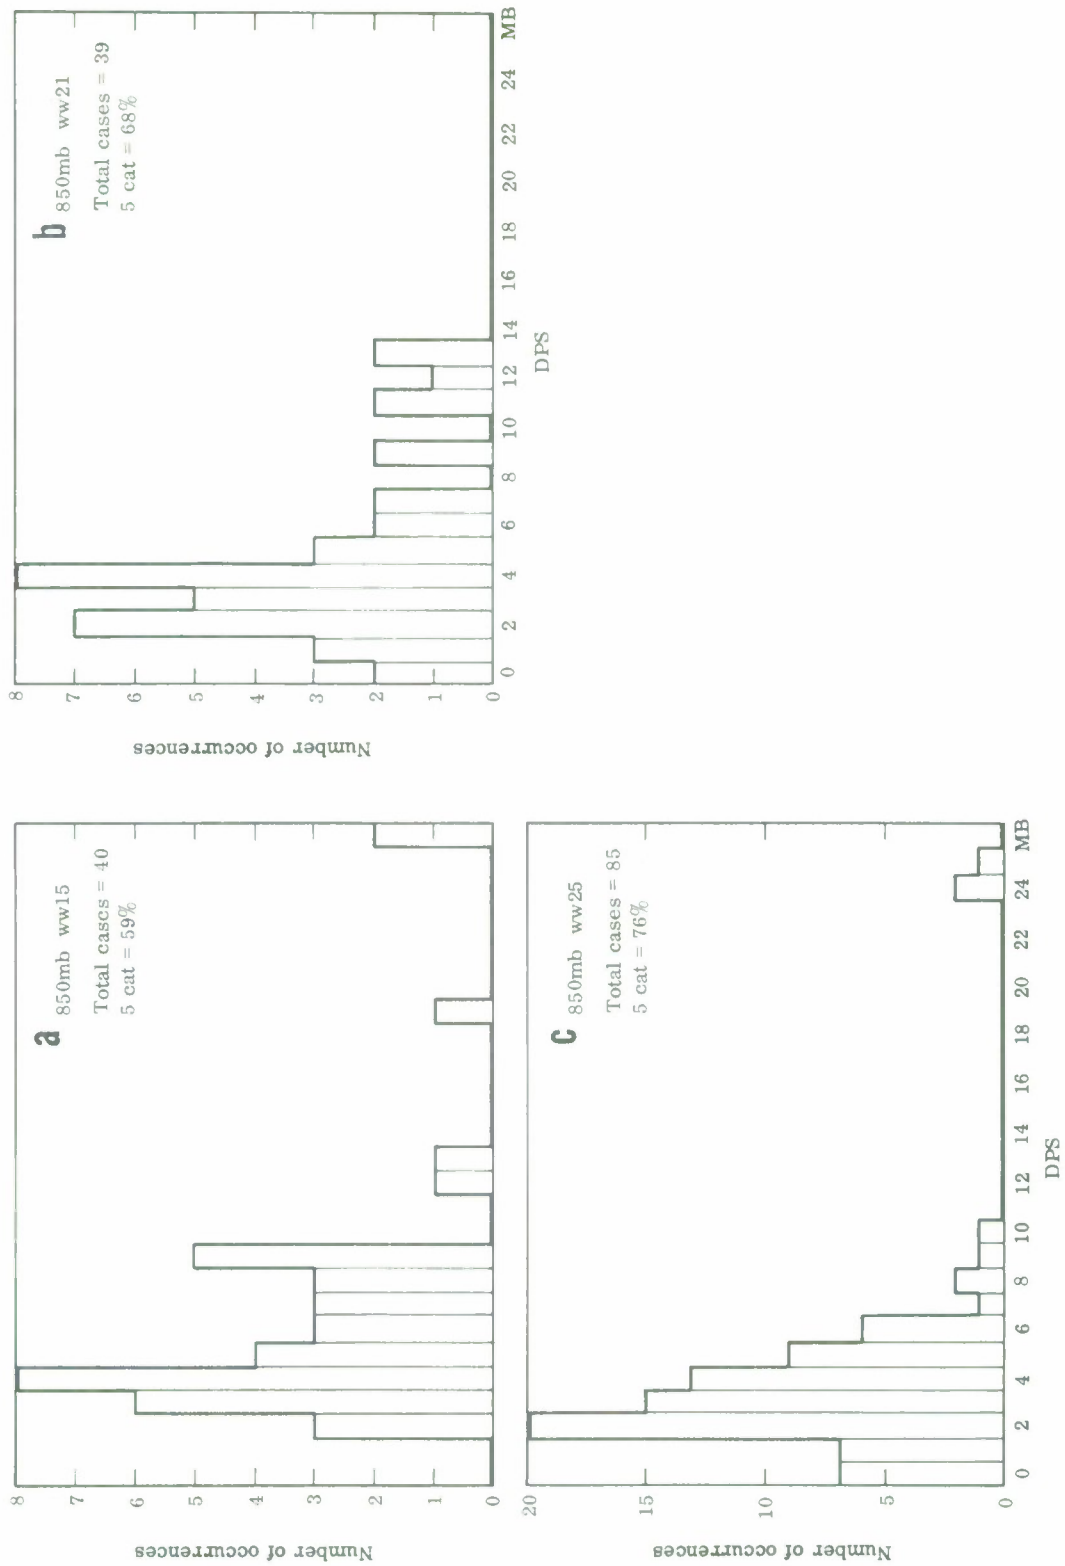 a
850mb ww15
Total cases = 40
5 cat = 59%
8
7
6
5
4
3
2
1
0
Number of occurrences
b
850mb ww21
Total cases = 39
5 cat = 68%
8
7
6
5
4
3
2
1
0
Number of occurrences
0 2 4 6 8 10 12 14 16 18 20 22 24 MB
DPS
c
850mb ww25
Total cases = 85
5 cat = 76%
20
15
10
5
0
Number of occurrences
0 2 4 6 8 10 12 14 16 18 20 22 24 MB
DPS